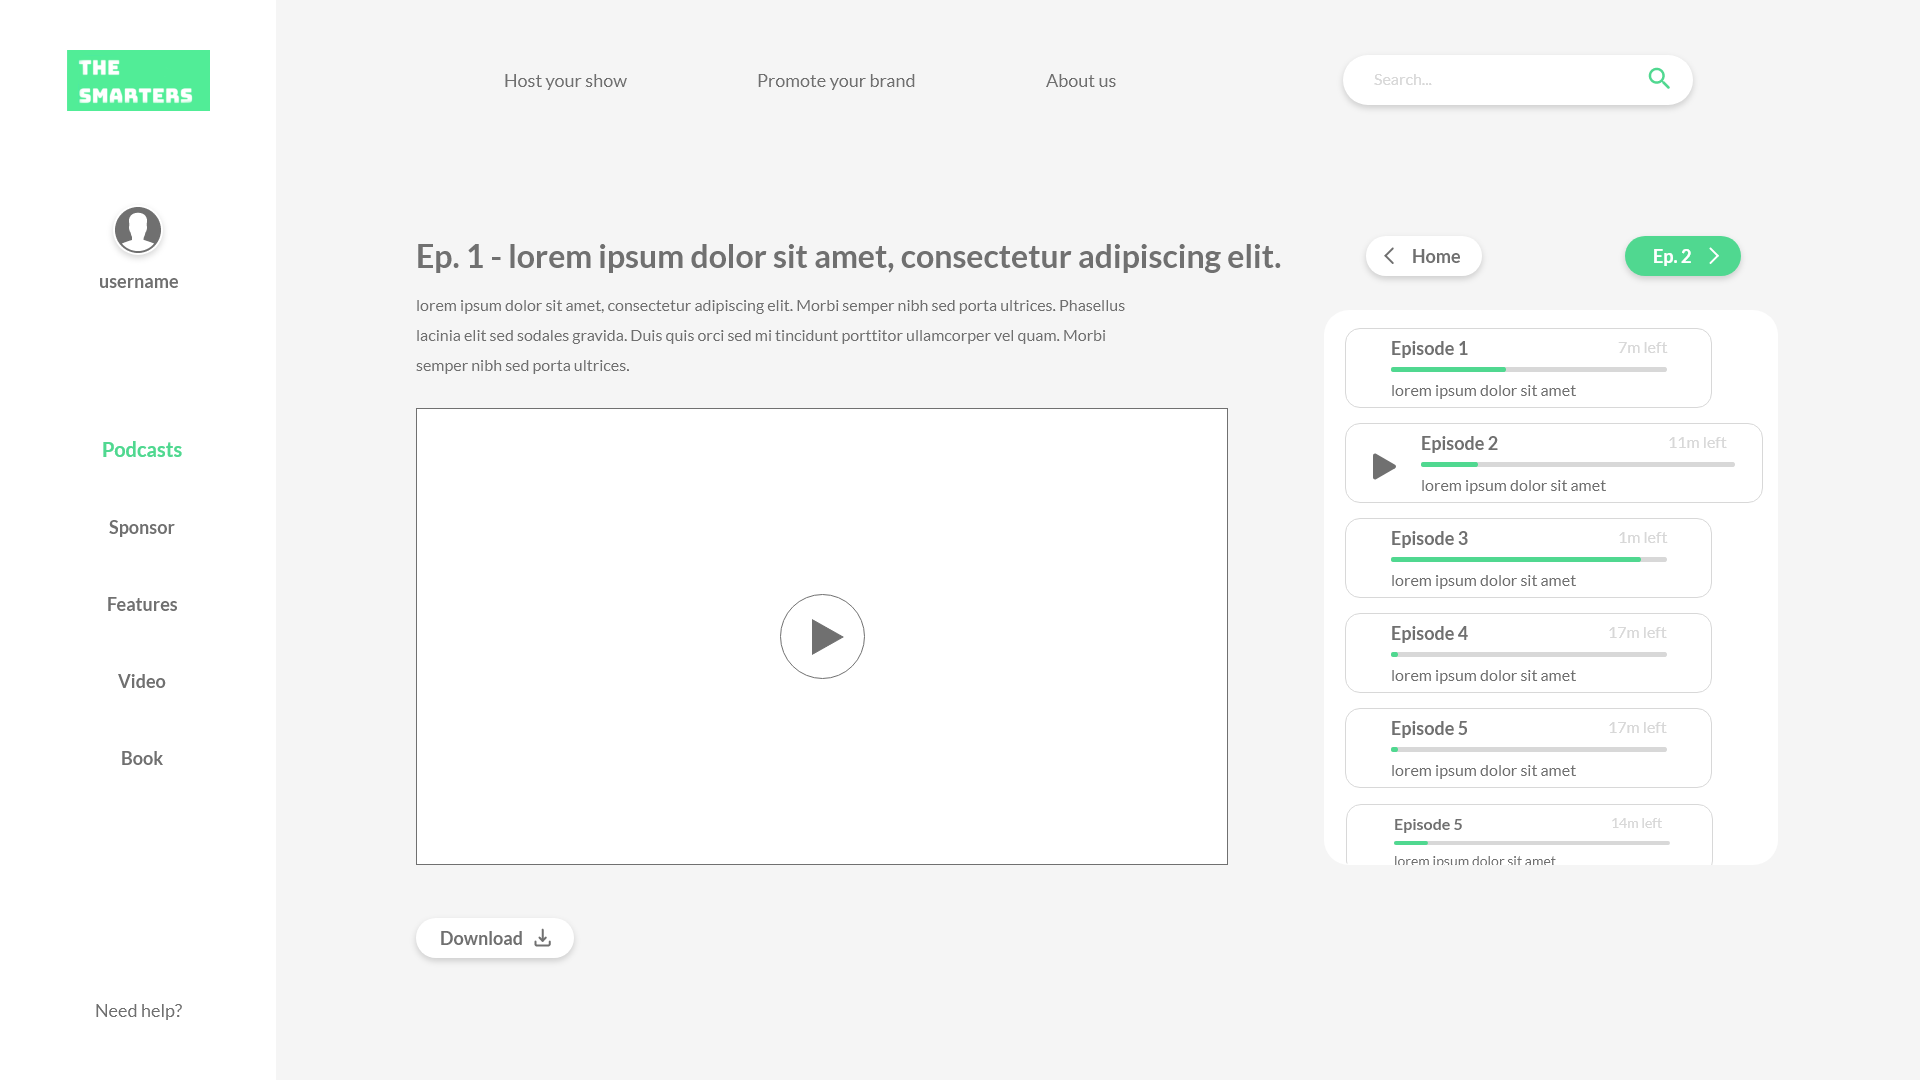 THE
SMARTERS
username
Podcasts
Sponsor
Features
Video
Book
Need help?
Host your show
Promote your brand
About us
Search...
Ep. 1 - lorem ipsum dolor sit amet, consectetur adipiscing elit.
lorem ipsum dolor sit amet, consectetur adipiscing elit. Morbi semper nibh sed porta ultrices. Phasellus
lacinia elit sed sodales gravida. Duis quis orci sed mi tincidunt porttitor ullamcorper vel quam. Morbi
semper nibh sed porta ultrices.
Download
Home
Ep. 2
Episode 1
7m left
lorem ipsum dolor sit amet
Episode 2
11m left
lorem ipsum dolor sit amet
Episode 3
1m left
lorem ipsum dolor sit amet
Episode 4
17m left
lorem ipsum dolor sit amet
Episode 5
17m left
lorem ipsum dolor sit amet
Episode 5
14m left
lorem ipsum dolor sit amet